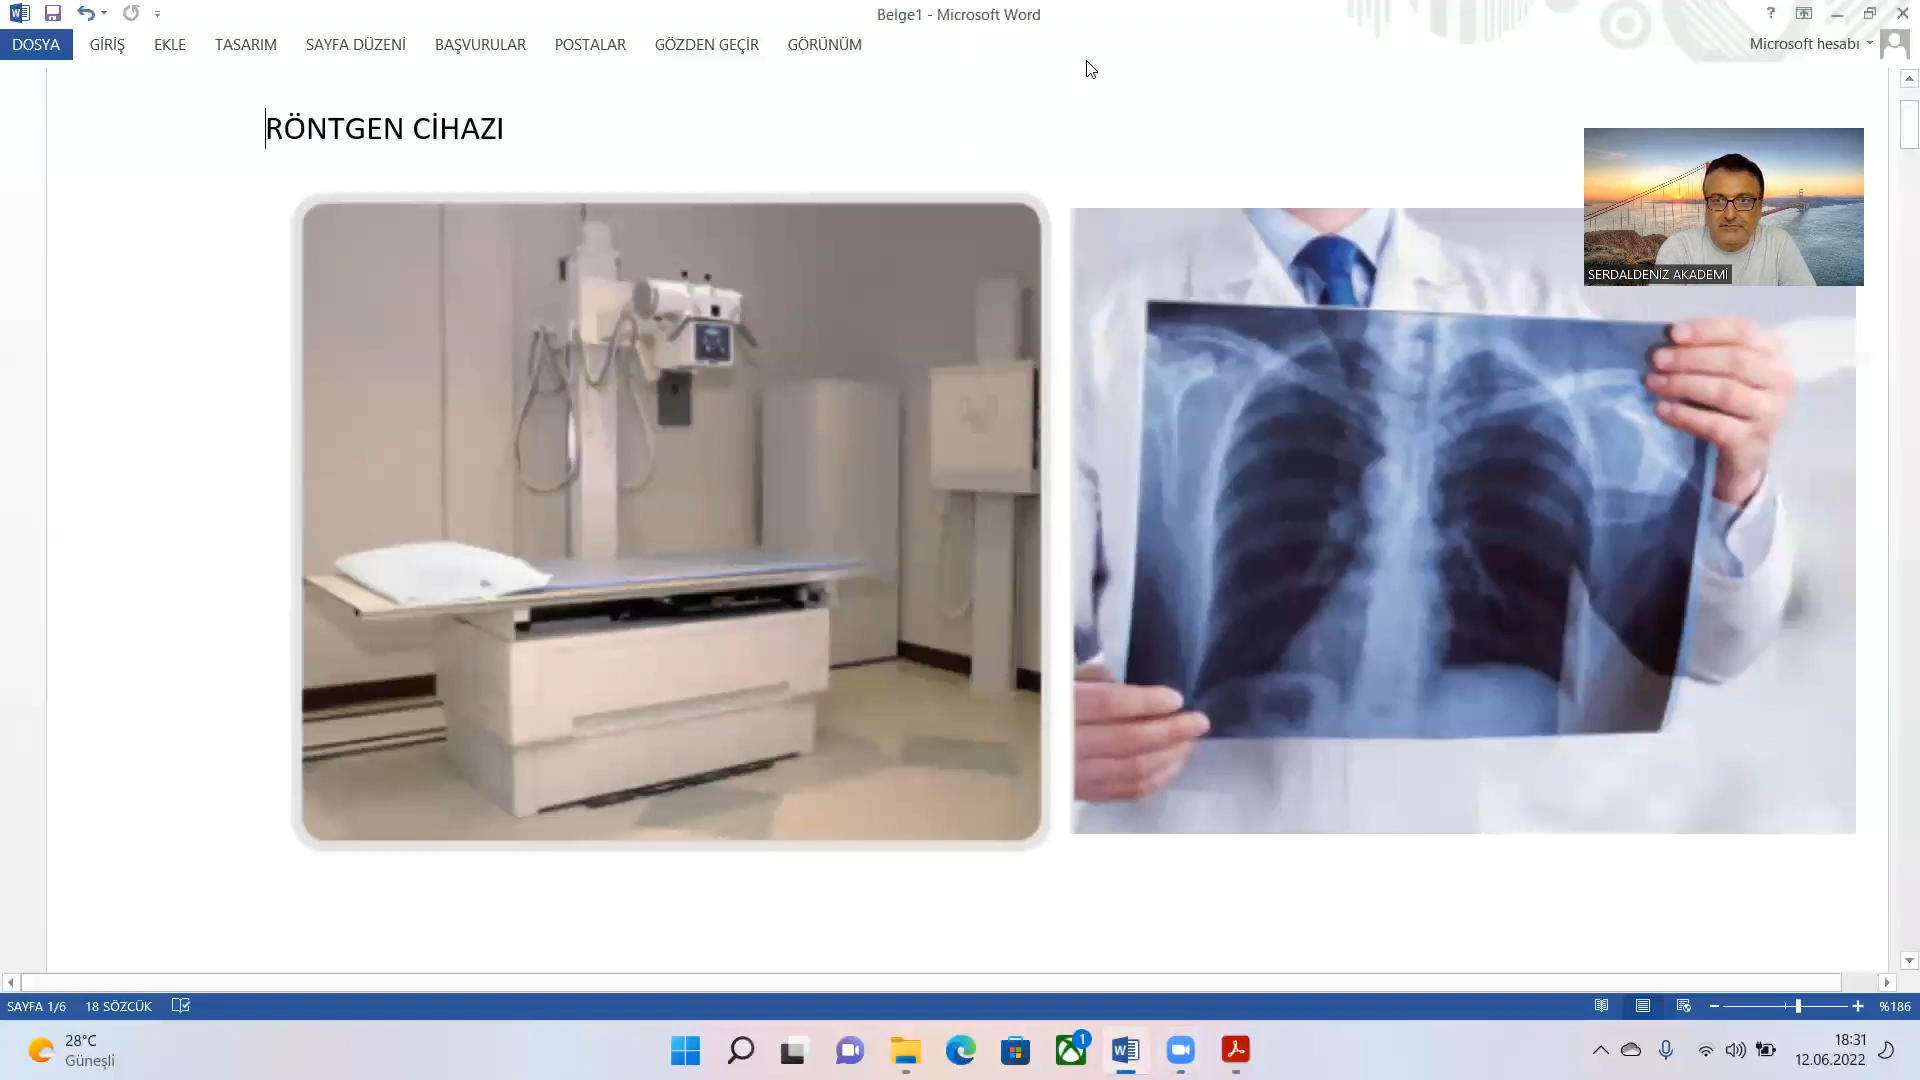 Belge1 - Microsoft Word
?
DOSYA GİRİŞ EKLE TASARIM SAYFA DÜZENİ BAŞVURULAR POSTALAR GÖZDEN GEÇİR GÖRÜNÜM
Microsoft hesabı
RÖNTGEN CİHAZI
SERDALDENİZ AKADEMİ
SAYFA 1/6 18 SÖZCÜK
%186
28°C
Güneşli
1
18:31
12.06.2022